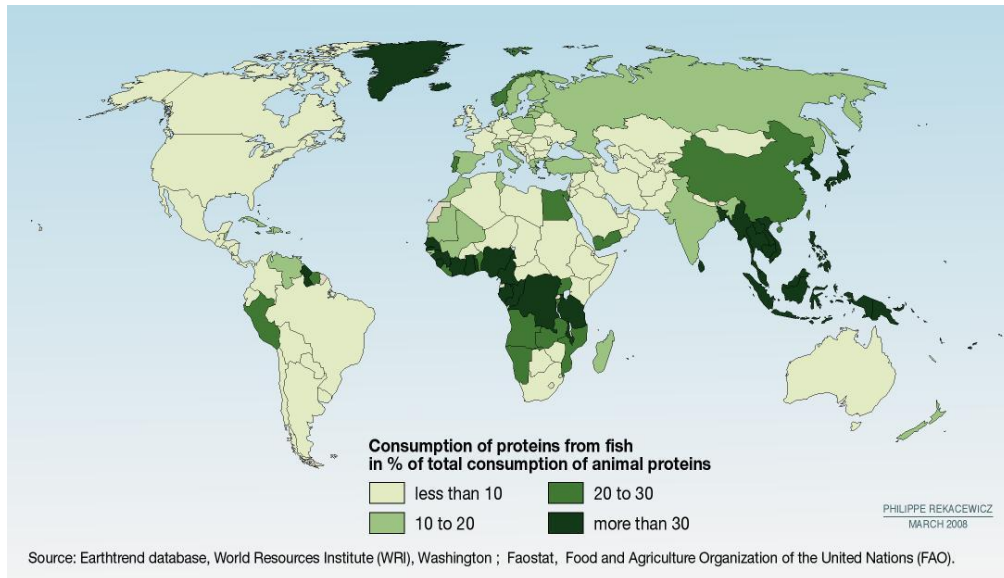 Consumption of proteins from fish
in % of total consumption of animal proteins
less than 10
20 to 30
10 to 20
more than 30
PHILIPPE REKACEWICZ
MARCH 2008
Source: Earthtrend database, World Resources Institute (WRI), Washington ; Faostat, Food and Agriculture Organization of the United Nations (FAO).